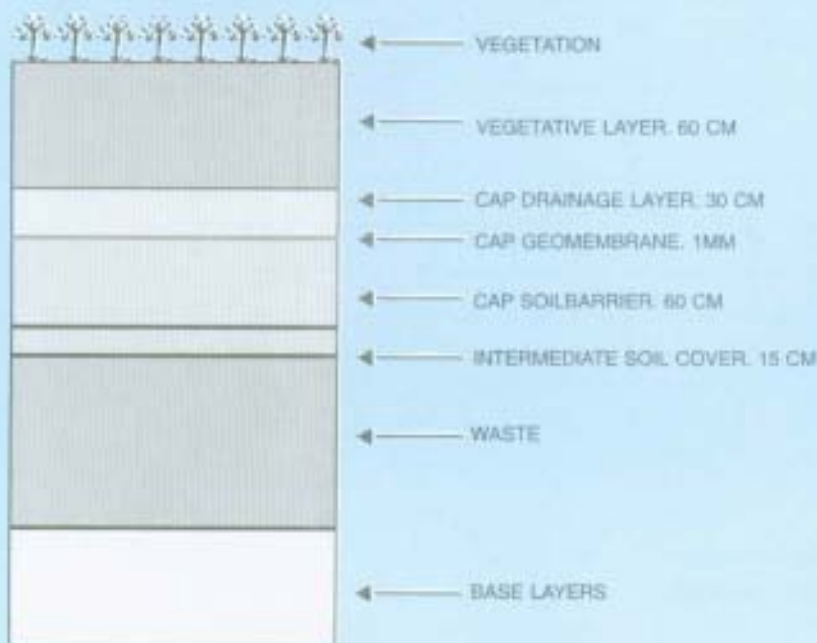 VEGETATION
VEGETATIVE LAYER. 60 CM
CAP DRAINAGE LAYER. 30 CM
CAP GEOMEMBRANE. 1MM
CAP SOILBARRIER. 60 CM
INTERMEDIATE SOIL COVER. 15 CM
WASTE
BASE LAYERS